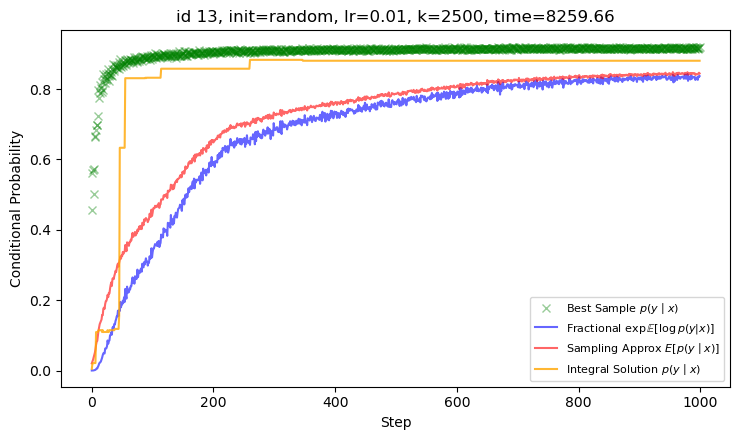 id 13, init=random, lr=0.01, k=2500, time=8259.66
Conditional Probability
0.8
0.6
0.4
0.2
0.0
Best Sample p(y | x)
Fractional exp𝔼[log p(y|x)]
Sampling Approx E[p(y | x)]
Integral Solution p(y | x)
0 200 400 600 800 1000
Step